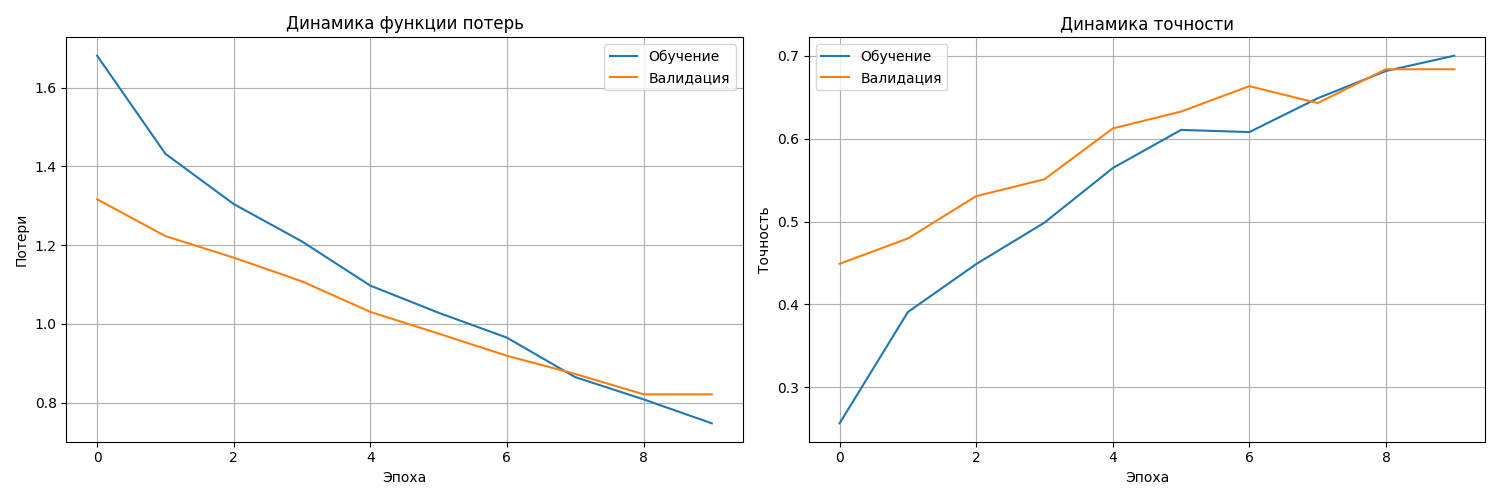 Динамика функции потерь
Обучение
Валидация
1.6
1.4
1.2
1.0
0.8
Потери
0 2 4 6 8
Эпоха
Динамика точности
Обучение
Валидация
0.7
0.6
0.5
0.4
0.3
Точность
0 2 4 6 8
Эпоха